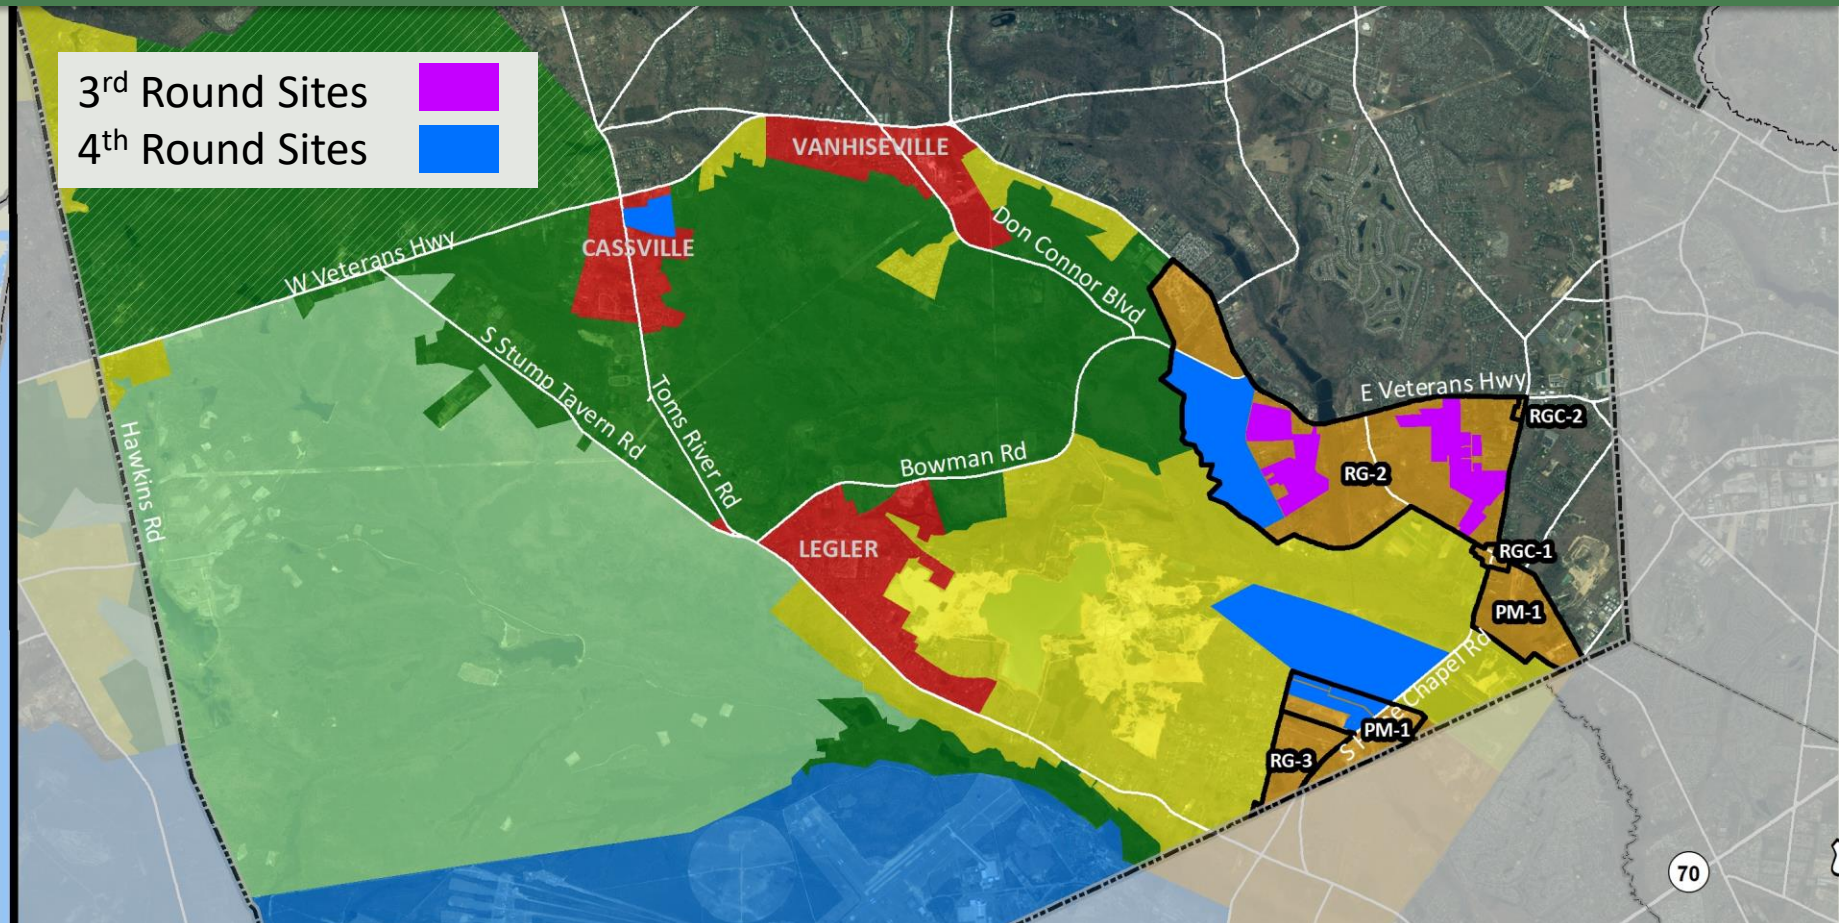 3rd Round Sites
4th Round Sites
VANHISEVILLE
CASSVILLE
W Veterans Hwy
Don Connor Blvd
S Stump Tavern Rd
Toms River Rd
E Veterans Hwy
RGC-2
Hawkins Rd
Bowman Rd
RG-2
LEGLER
RGC-1
PM-1
Chapel Rd
PM-1
RG-3
70